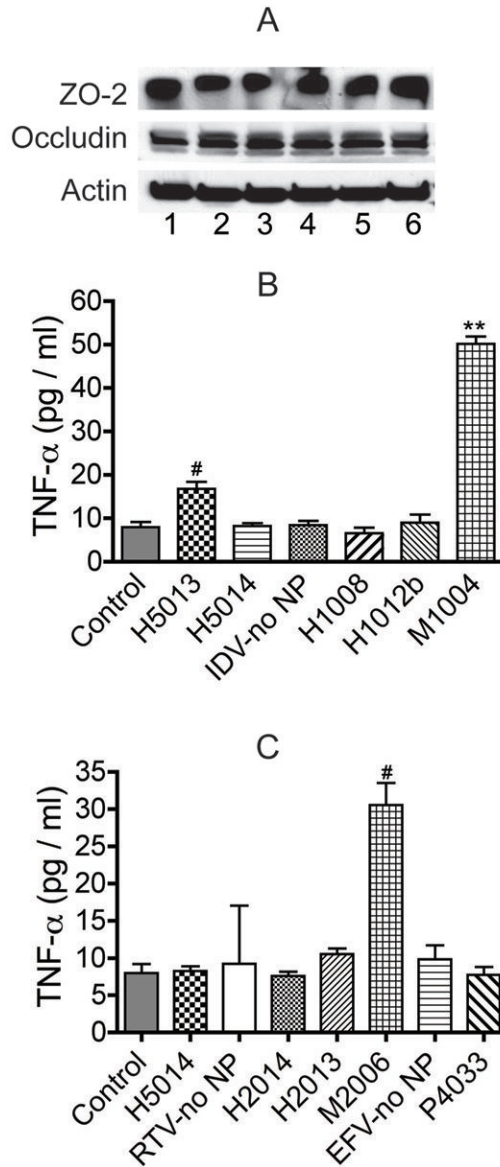 A
ZO-2
Occludin
Actin
1 2 3 4 5 6
B
TNF-α (pg / ml)
60
50
40
30
20
10
0
#
**
Control
H5013
H5014
IDV-no NP
H1008
H1012b
M1004
C
TNF-α (pg / ml)
35
30
25
20
15
10
5
0
#
Control
H5014
RTV-no NP
H2014
H2013
M2006
EFV-no NP
P4033